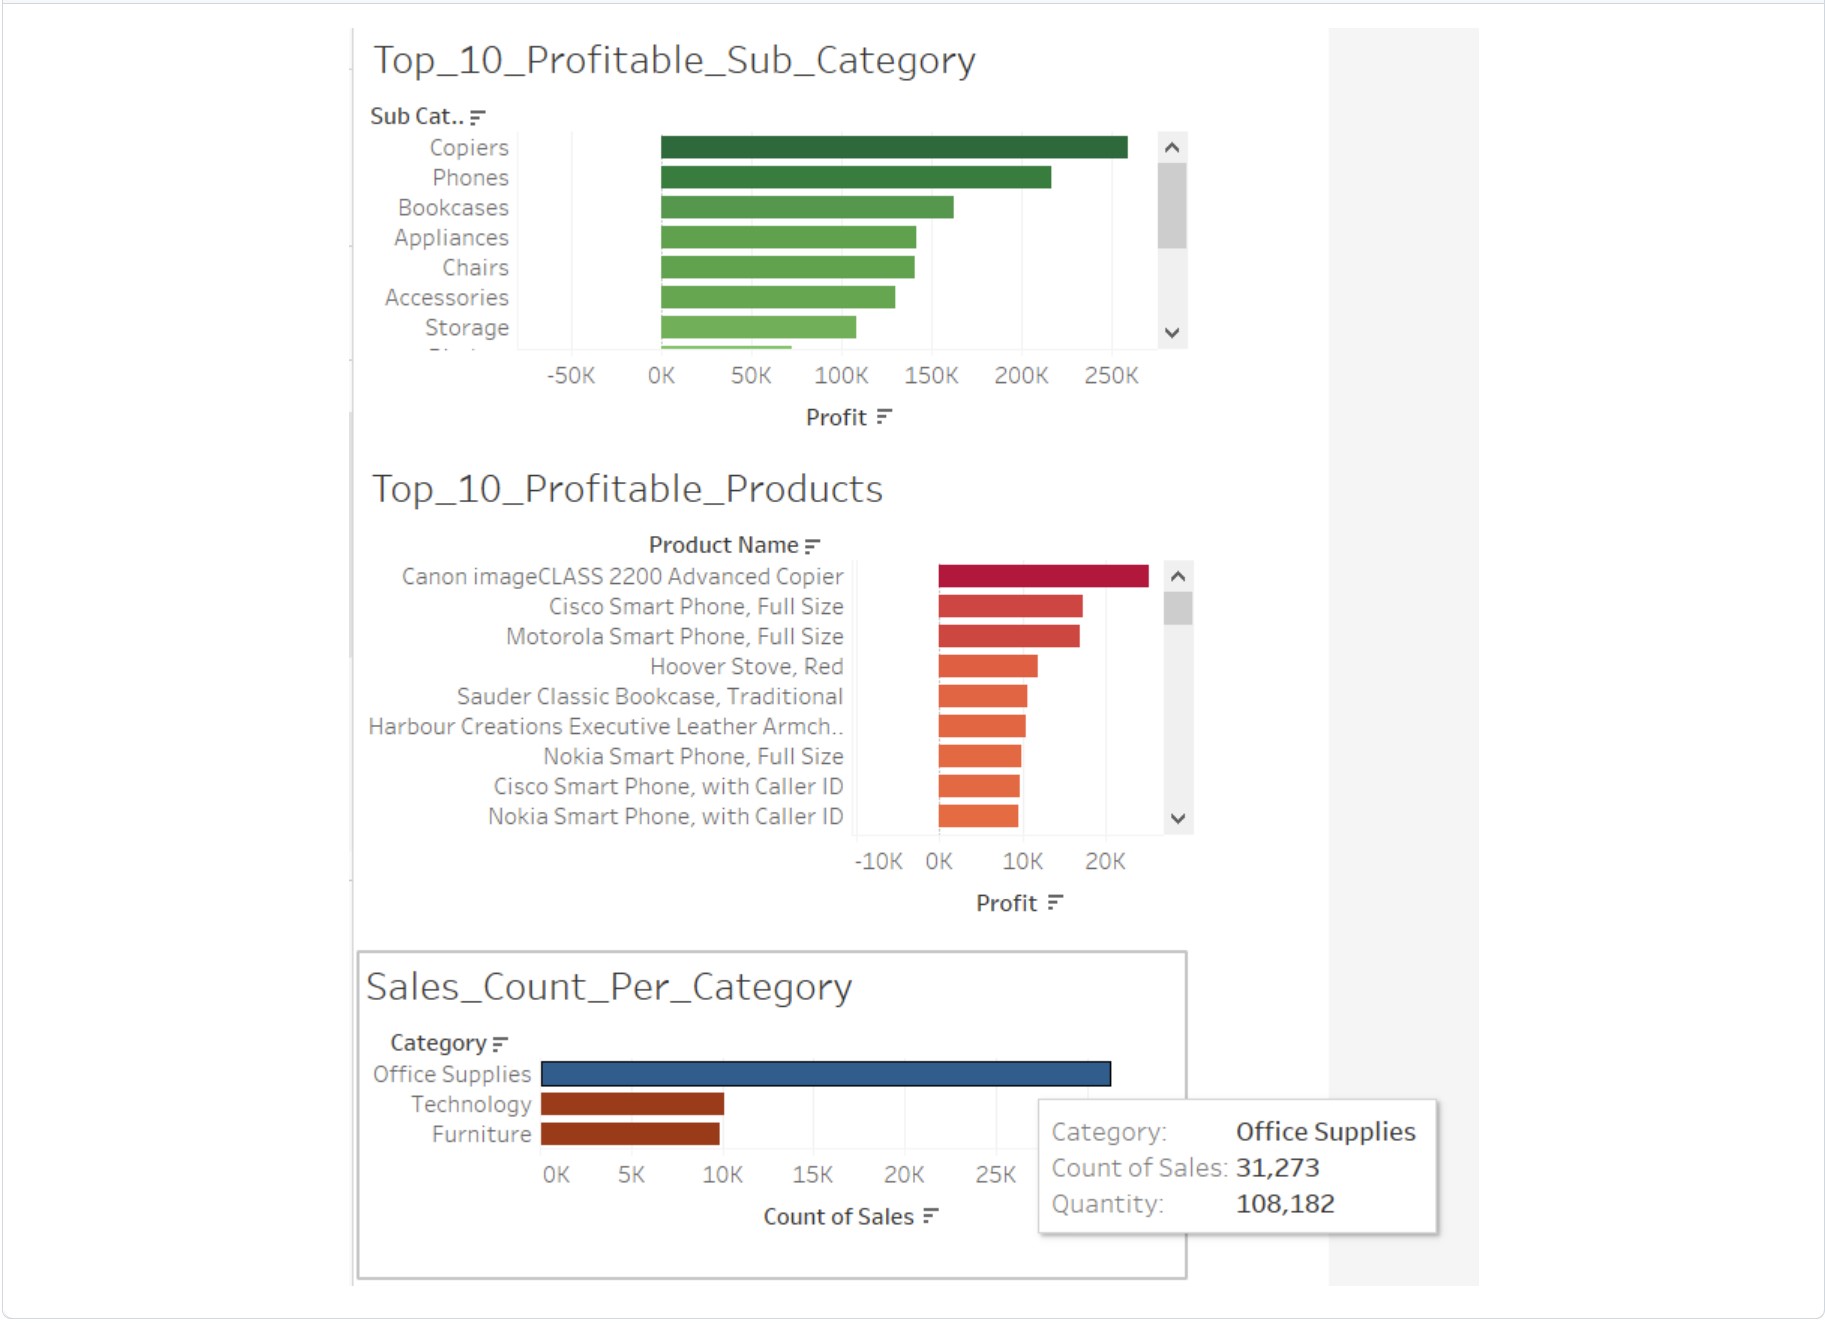 Top_10_Profitable_Sub_Category
Sub Cat..
Copiers
Phones
Bookcases
Appliances
Chairs
Accessories
Storage
-50K 0K 50K 100K 150K 200K 250K
Profit
Top_10_Profitable_Products
Product Name
Canon imageCLASS 2200 Advanced Copier
Cisco Smart Phone, Full Size
Motorola Smart Phone, Full Size
Hoover Stove, Red
Sauder Classic Bookcase, Traditional
Harbour Creations Executive Leather Armch..
Nokia Smart Phone, Full Size
Cisco Smart Phone, with Caller ID
Nokia Smart Phone, with Caller ID
-10K 0K 10K 20K
Profit
Sales_Count_Per_Category
Category
Office Supplies
Technology
Furniture
0K 5K 10K 15K 20K 25K
Count of Sales
Category: Office Supplies
Count of Sales: 31,273
Quantity: 108,182